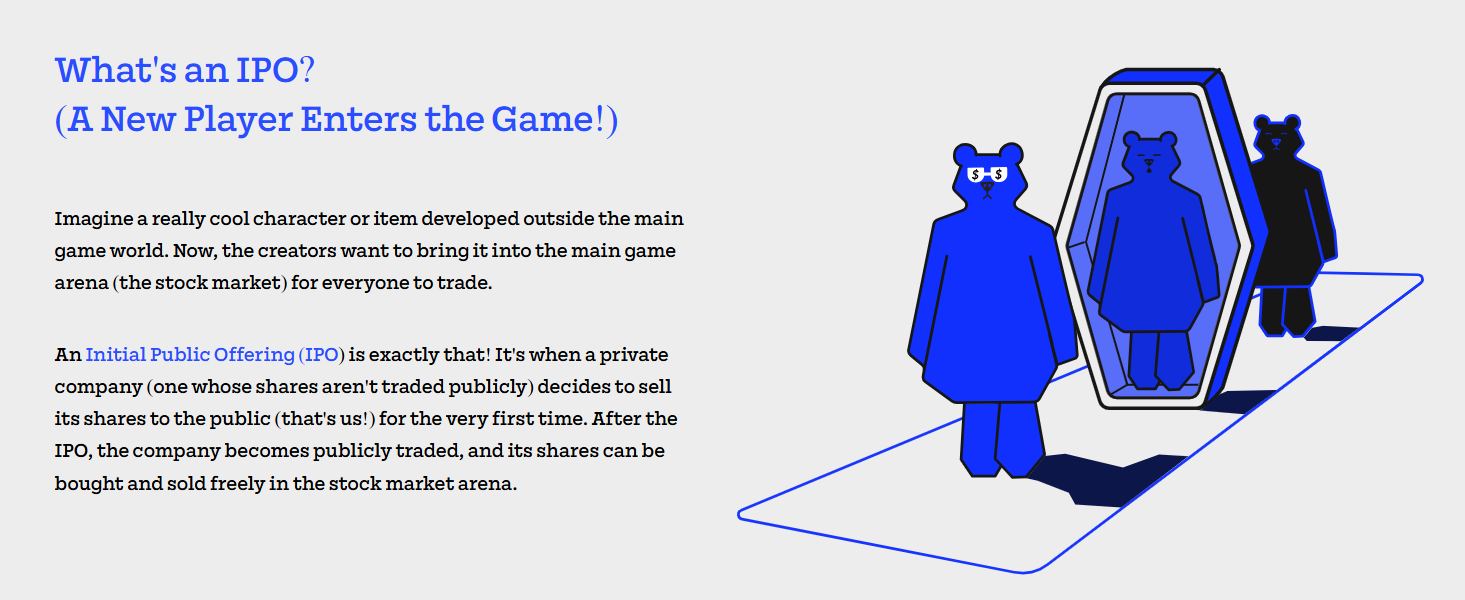 What's an IPO?
(A New Player Enters the Game!)
Imagine a really cool character or item developed outside the main
game world. Now, the creators want to bring it into the main game
arena (the stock market) for everyone to trade.
An Initial Public Offering (IPO) is exactly that! It's when a private
company (one whose shares aren't traded publicly) decides to sell
its shares to the public (that's us!) for the very first time. After the
IPO, the company becomes publicly traded, and its shares can be
bought and sold freely in the stock market arena.
$ $